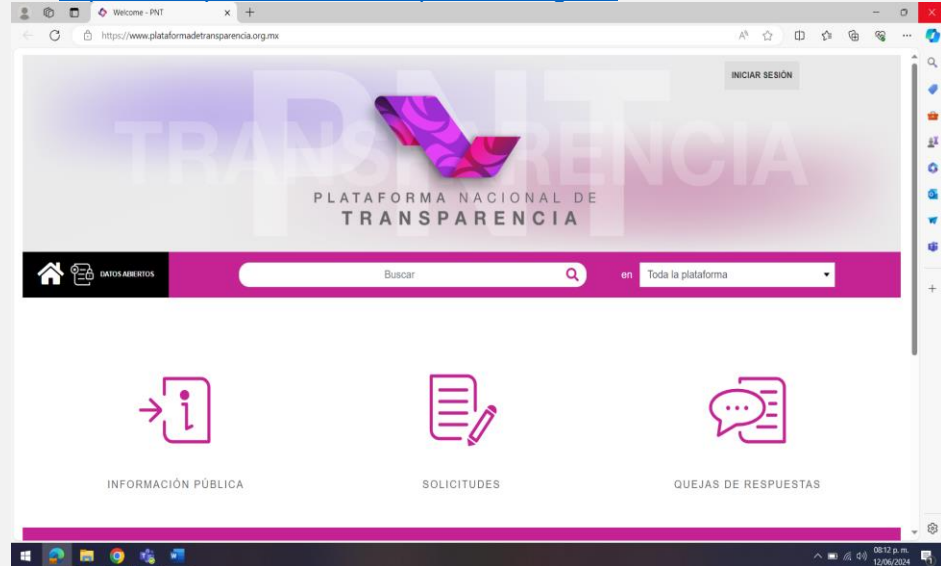 Welcome - PNT
https://www.plataformadetransparencia.org.mx
PNT
TRANSPARENCIA
INICIAR SESIÓN
PLATAFORMA NACIONAL DE
TRANSPARENCIA
DATOS ABIERTOS
Buscar
en
Toda la plataforma
INFORMACIÓN PÚBLICA
SOLICITUDES
QUEJAS DE RESPUESTAS
08:12 p. m.
12/06/2024